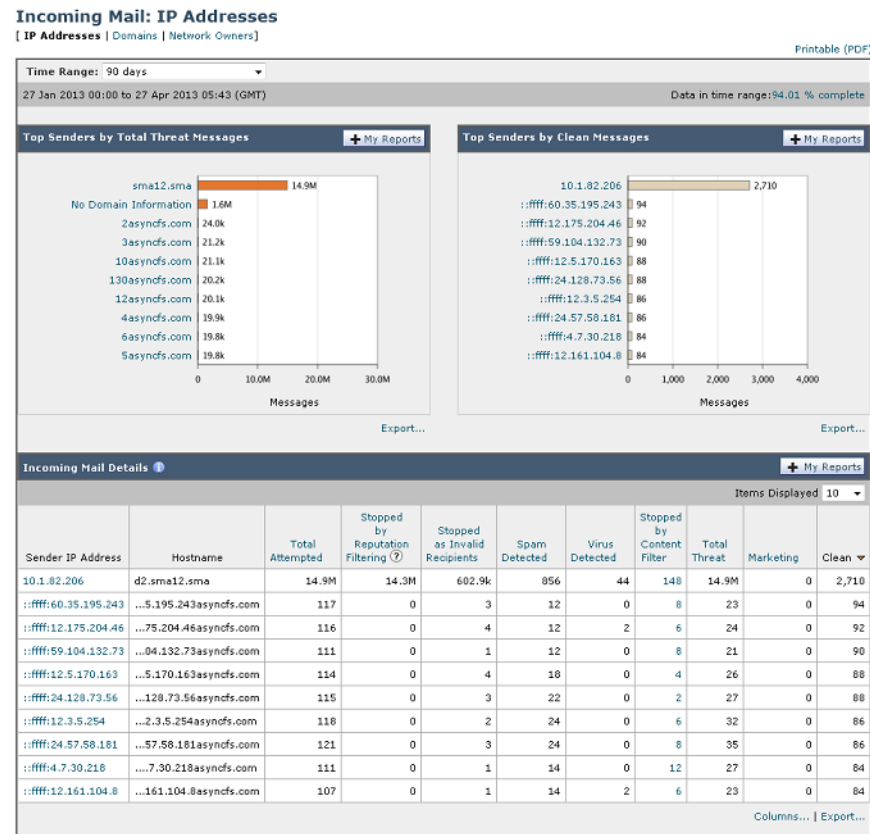 Incoming Mail: IP Addresses
[ IP Addresses | Domains | Network Owners]
Printable (PDF)
Time Range: 90 days
27 Jan 2013 00:00 to 27 Apr 2013 05:43 (GMT) Data in time range:94.01 % complete
Top Senders by Total Threat Messages + My Reports
sma12.sma 14.9M
No Domain Information 1.6M
2asyncfs.com 24.0k
3asyncfs.com 21.2k
10asyncfs.com 21.1k
130asyncfs.com 20.2k
12asyncfs.com 20.1k
4asyncfs.com 19.9k
6asyncfs.com 19.8k
5asyncfs.com 19.8k
0 10.0M 20.0M 30.0M
Messages
Export...
Top Senders by Clean Messages + My Reports
10.1.82.206 2,710
::ffff:60.35.195.243 94
::ffff:12.175.204.46 92
::ffff:59.104.132.73 90
::ffff:12.5.170.163 88
::ffff:24.128.73.56 88
::ffff:12.3.5.254 86
::ffff:24.57.58.181 86
::ffff:4.7.30.218 84
::ffff:12.161.104.8 84
0 1,000 2,000 3,000 4,000
Messages
Export...
Incoming Mail Details i + My Reports
Items Displayed 10
Sender IP Address Hostname Total Attempted Stopped by Reputation Filtering ? Stopped as Invalid Recipients Spam Detected Virus Detected Stopped by Content Filter Total Threat Marketing Clean
10.1.82.206 d2.sma12.sma 14.9M 14.3M 602.9k 856 44 148 14.9M 0 2,710
::ffff:60.35.195.243 ...5.195.243asyncfs.com 117 0 3 12 0 8 23 0 94
::ffff:12.175.204.46 ...75.204.46asyncfs.com 116 0 4 12 2 6 24 0 92
::ffff:59.104.132.73 ...04.132.73asyncfs.com 111 0 1 12 0 8 21 0 90
::ffff:12.5.170.163 ...5.170.163asyncfs.com 114 0 4 18 0 4 26 0 88
::ffff:24.128.73.56 ...128.73.56asyncfs.com 115 0 3 22 0 2 27 0 88
::ffff:12.3.5.254 ...2.3.5.254asyncfs.com 118 0 2 24 0 6 32 0 86
::ffff:24.57.58.181 ...57.58.181asyncfs.com 121 0 3 24 0 8 35 0 86
::ffff:4.7.30.218 ....7.30.218asyncfs.com 111 0 1 14 0 12 27 0 84
::ffff:12.161.104.8 ...161.104.8asyncfs.com 107 0 1 14 2 6 23 0 84
Columns... | Export...